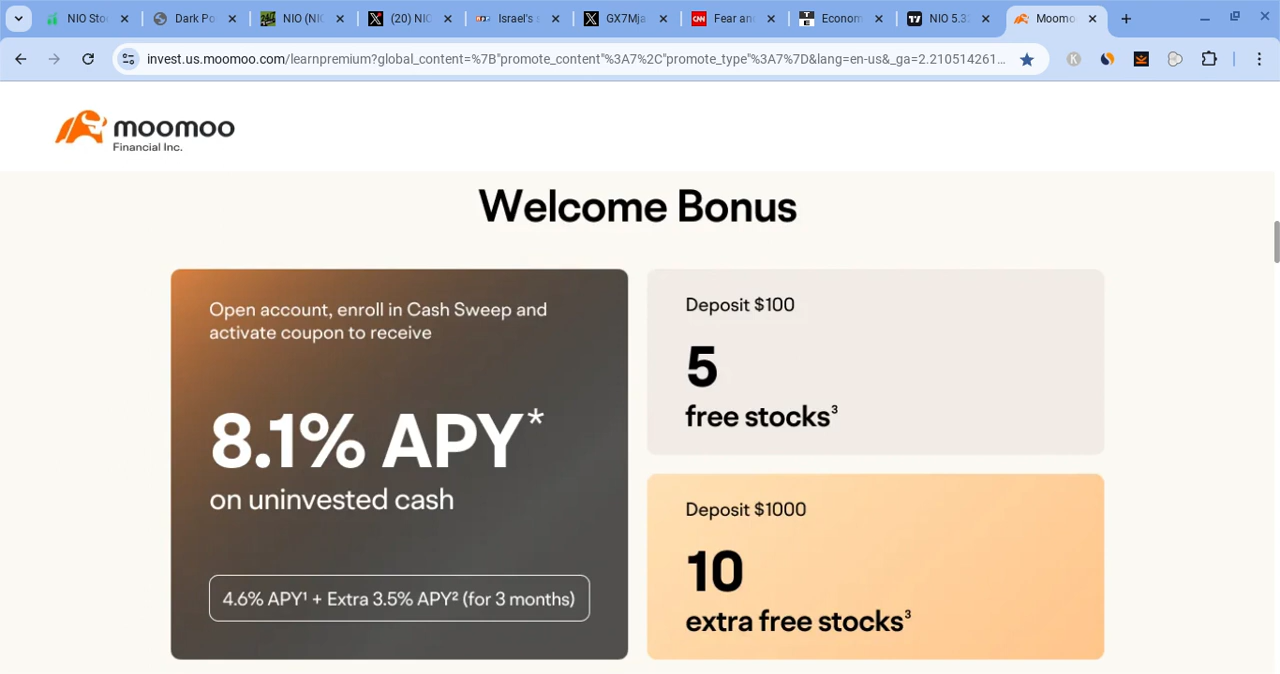 NIO Sto
Dark Po
NIO (NI
(20) NI
Israel's
GX7Mja
CNN
Fear an
Econom
NIO 5.3
Moomo
invest.us.moomoo.com/learnpremium?global_content=%7B"promote_content"%3A7%2C"promote_type"%3A7%7D&lang=en-us&_ga=2.210514261...
moomoo
Financial Inc.
Welcome Bonus
Open account, enroll in Cash Sweep and
activate coupon to receive
8.1% APY*
on uninvested cash
4.6% APY¹ + Extra 3.5% APY² (for 3 months)
Deposit $100
5
free stocks³
Deposit $1000
10
extra free stocks³